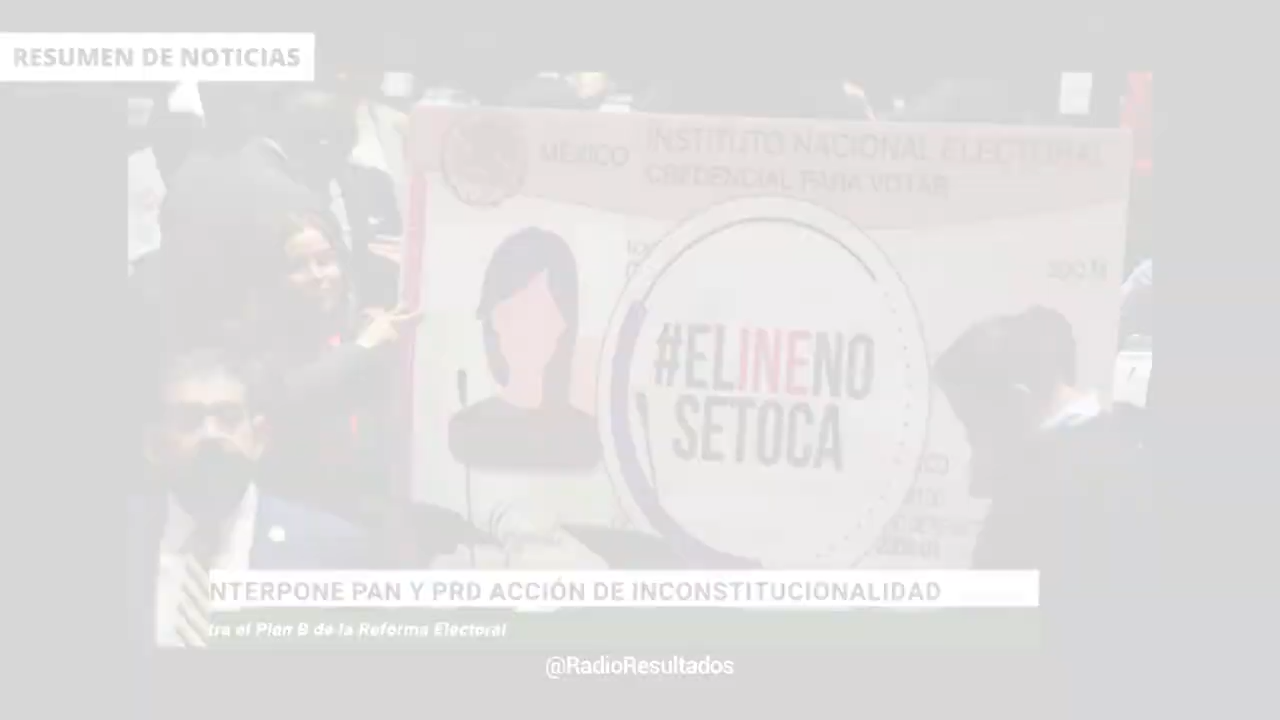 RESUMEN DE NOTICIAS
MÉXICO
INSTITUTO NACIONAL ELECTORAL
CREDENCIAL PARA VOTAR
#ELINENO
SETOCA
NTERPONE PAN Y PRD ACCIÓN DE INCONSTITUCIONALIDAD
tra el Plan B de la Reforma Electoral
@RadioResultados